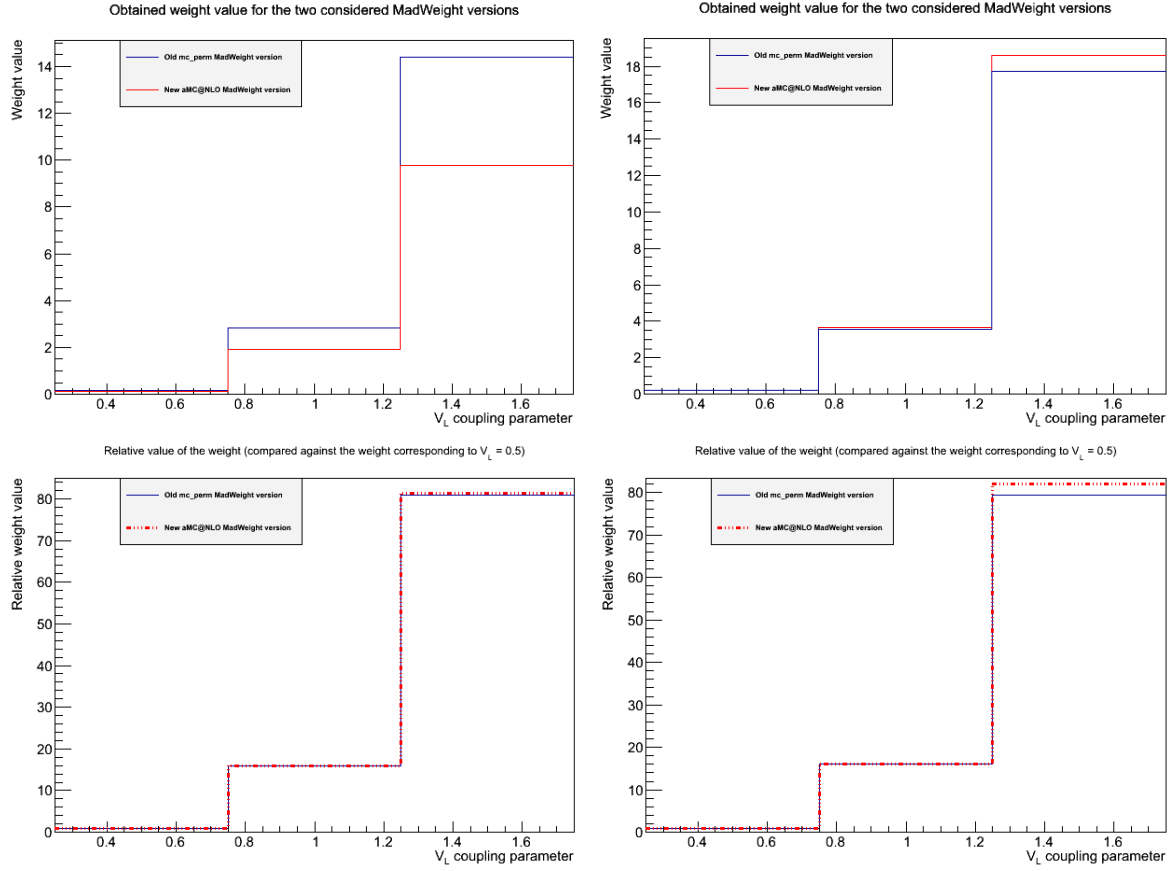 Obtained weight value for the two considered MadWeight versions
Weight value
14
12
10
8
6
4
2
0
Old mc_perm MadWeight version
New aMC@NLO MadWeight version
0.4 0.6 0.8 1 1.2 1.4 1.6
V_L coupling parameter
Obtained weight value for the two considered MadWeight versions
Weight value
18
16
14
12
10
8
6
4
2
0
Old mc_perm MadWeight version
New aMC@NLO MadWeight version
0.4 0.6 0.8 1 1.2 1.4 1.6
V_L coupling parameter
Relative value of the weight (compared against the weight corresponding to V_L = 0.5)
Relative weight value
80
70
60
50
40
30
20
10
0
Old mc_perm MadWeight version
New aMC@NLO MadWeight version
0.4 0.6 0.8 1 1.2 1.4 1.6
V_L coupling parameter
Relative value of the weight (compared against the weight corresponding to V_L = 0.5)
Relative weight value
80
70
60
50
40
30
20
10
0
Old mc_perm MadWeight version
New aMC@NLO MadWeight version
0.4 0.6 0.8 1 1.2 1.4 1.6
V_L coupling parameter